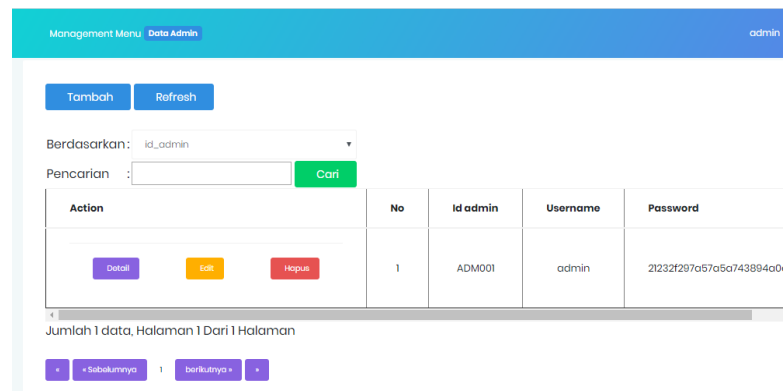 Management Menu Data Admin admin
Tambah Refresh
Berdasarkan : id_admin
Pencarian : Cari
Action No Id admin Username Password
Detail Edit Hapus 1 ADM001 admin 21232f297a57a5a743894a0
Jumlah 1 data, Halaman 1 Dari 1 Halaman
« « Sebelumnya 1 berikutnya » »